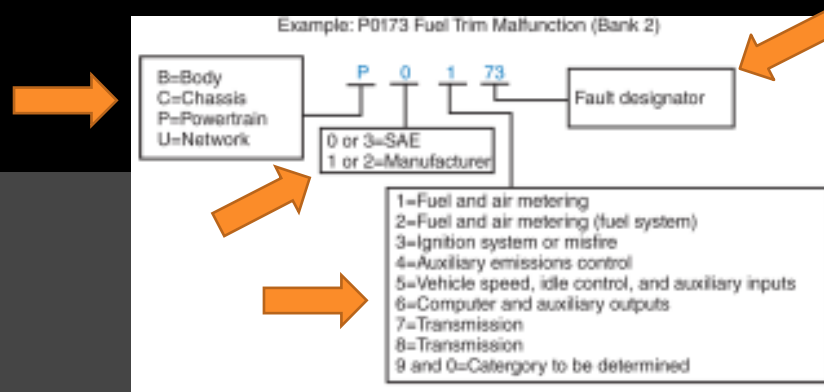 Example: P0173 Fuel Trim Malfunction (Bank 2)
P 0 1 73
B=Body
C=Chassis
P=Powertrain
U=Network
Fault designator
0 or 3=SAE
1 or 2=Manufacturer
1=Fuel and air metering
2=Fuel and air metering (fuel system)
3=Ignition system or misfire
4=Auxiliary emissions control
5=Vehicle speed, idle control, and auxiliary inputs
6=Computer and auxiliary outputs
7=Transmission
8=Transmission
9 and 0=Catergory to be determined